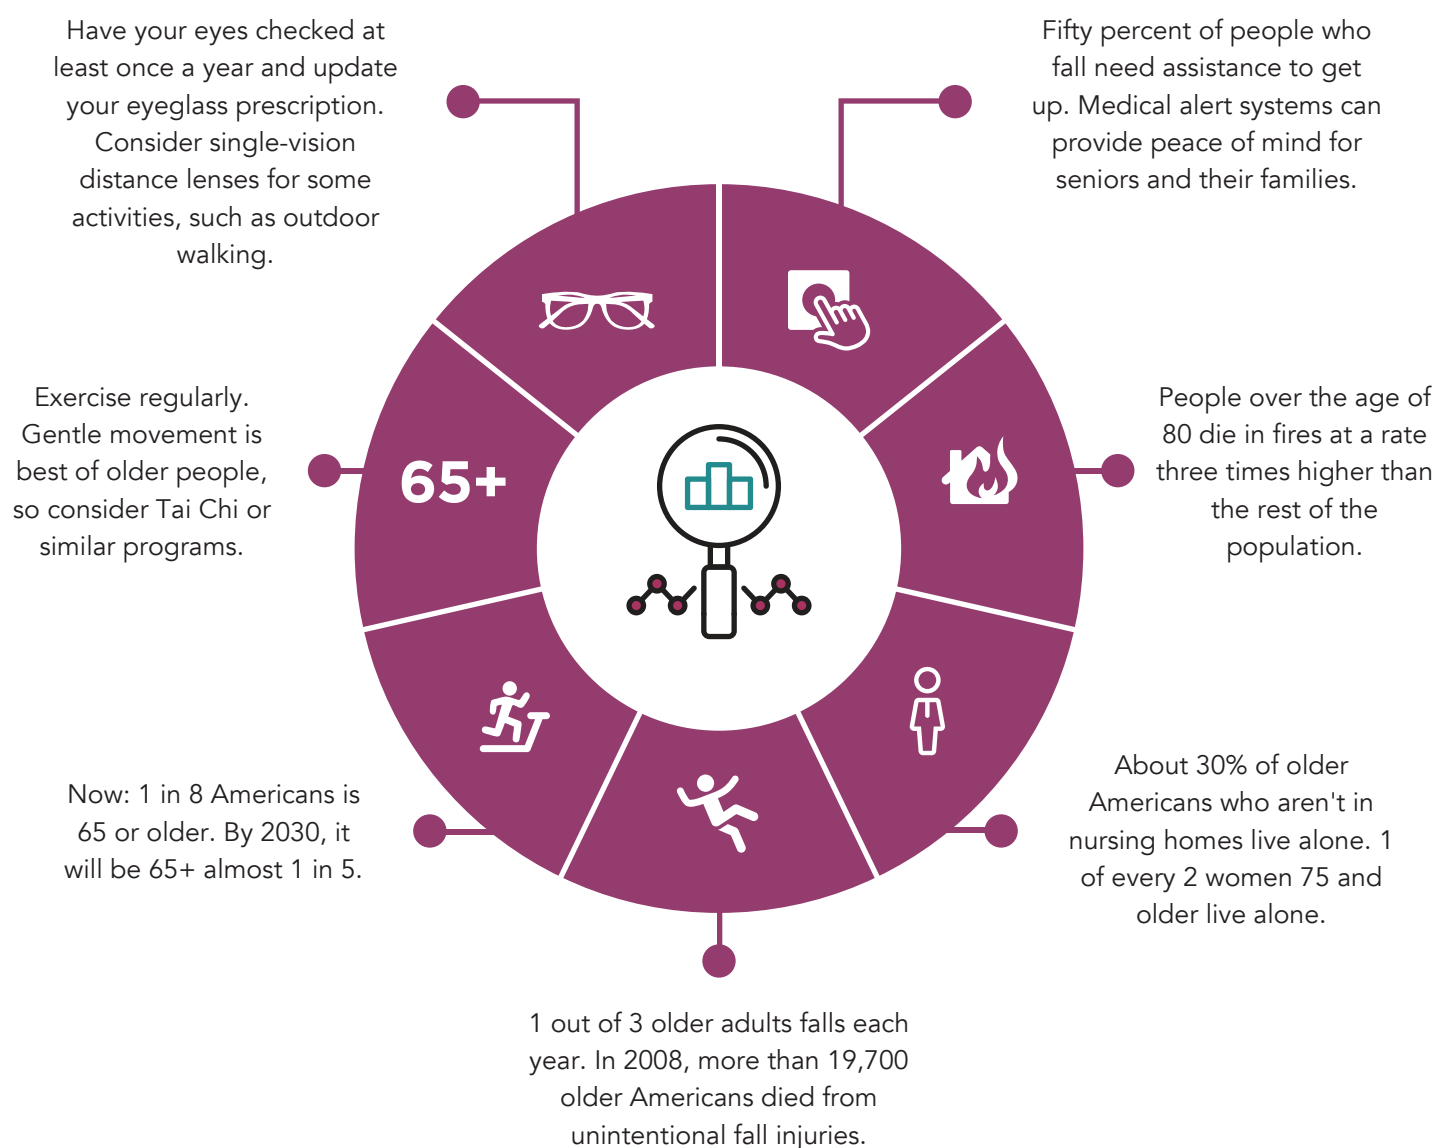 Have your eyes checked at
least once a year and update
your eyeglass prescription.
Consider single-vision
distance lenses for some
activities, such as outdoor
walking.
Fifty percent of people who
fall need assistance to get
up. Medical alert systems can
provide peace of mind for
seniors and their families.
Exercise regularly.
Gentle movement is
best of older people,
so consider Tai Chi or
similar programs.
65+
People over the age of
80 die in fires at a rate
three times higher than
the rest of the
population.
Now: 1 in 8 Americans is
65 or older. By 2030, it
will be 65+ almost 1 in 5.
About 30% of older
Americans who aren't in
nursing homes live alone. 1
of every 2 women 75 and
older live alone.
1 out of 3 older adults falls each
year. In 2008, more than 19,700
older Americans died from
unintentional fall injuries.